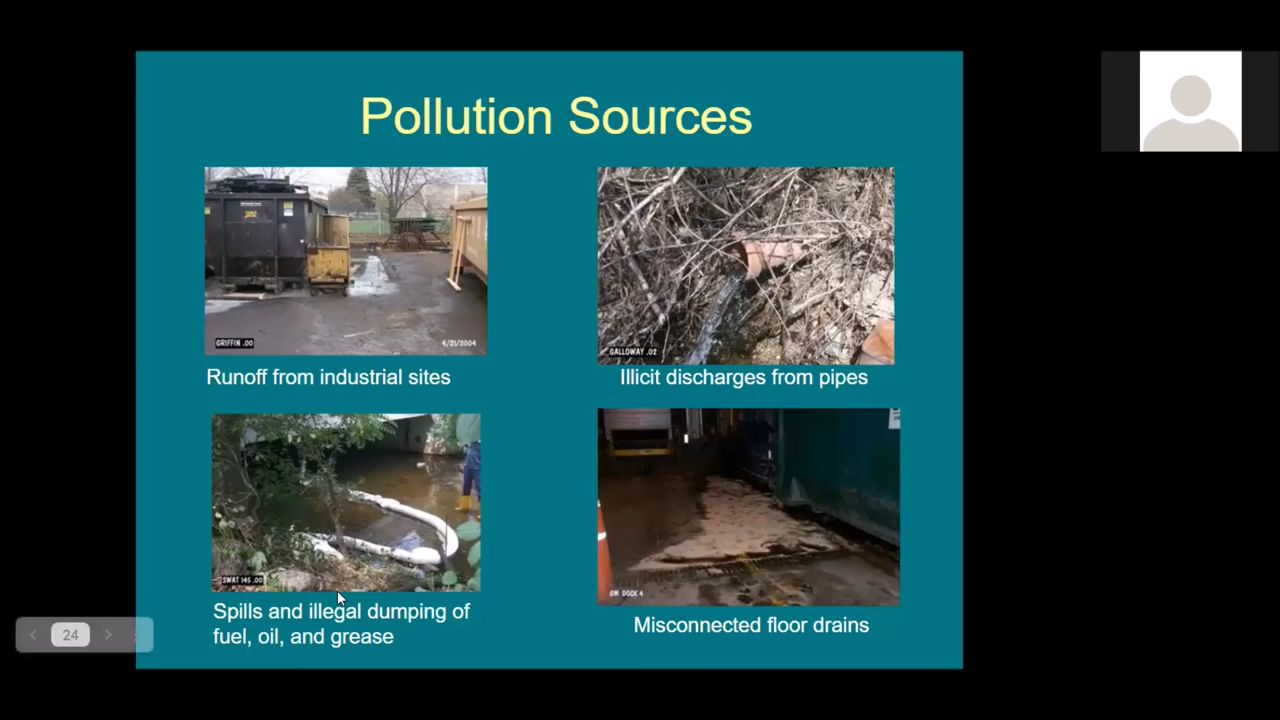 Pollution Sources
GRIFFIN .00
4/21/2004
GALLOWAY .02
Runoff from industrial sites
Illicit discharges from pipes
SWAT 145 .00
GM DOCK 4
Spills and illegal dumping of
fuel, oil, and grease
Misconnected floor drains
24